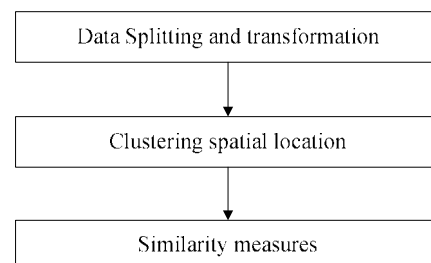 Data Splitting and transformation
Clustering spatial location
Similarity measures